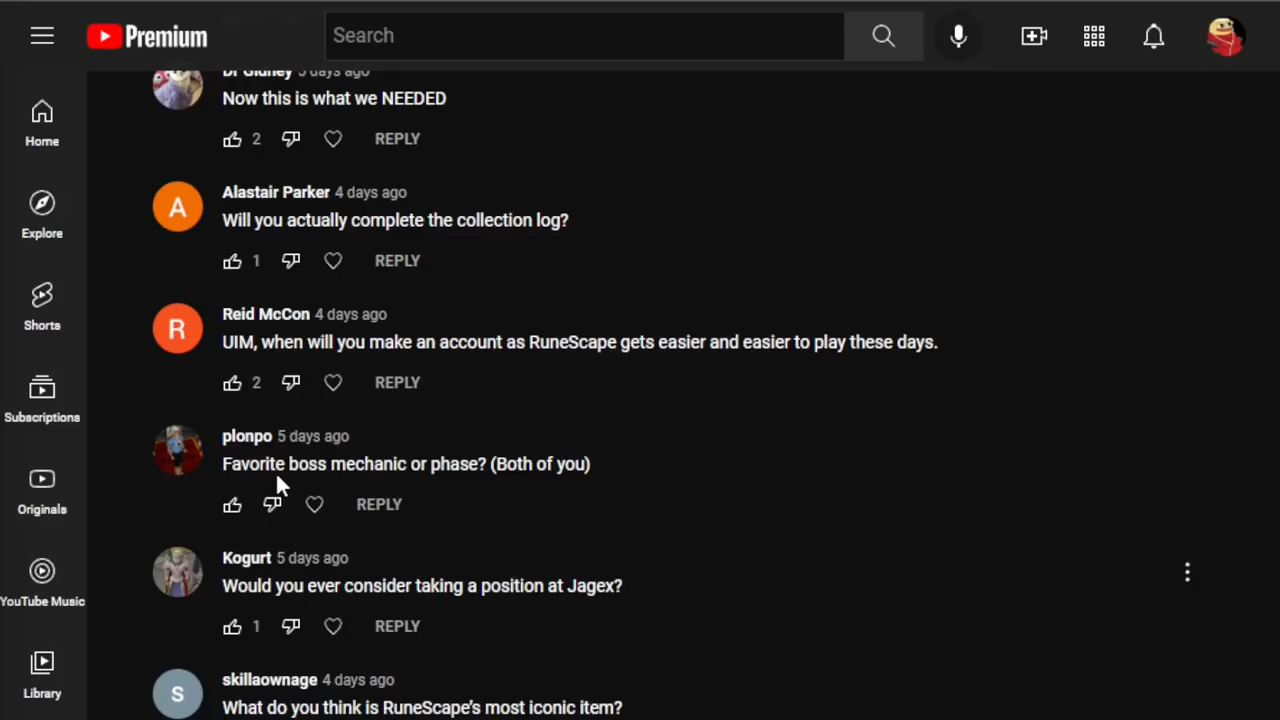 Premium
Search
Dr Gidney 5 days ago
Now this is what we NEEDED
2 REPLY
Home
A
Alastair Parker 4 days ago
Will you actually complete the collection log?
Explore
1 REPLY
R
Reid McCon 4 days ago
Shorts
UIM, when will you make an account as RuneScape gets easier and easier to play these days.
2 REPLY
Subscriptions
plonpo 5 days ago
Favorite boss mechanic or phase? (Both of you)
Originals
REPLY
Kogurt 5 days ago
Would you ever consider taking a position at Jagex?
YouTube Music
1 REPLY
S
skillaownage 4 days ago
Library
What do you think is RuneScape's most iconic item?